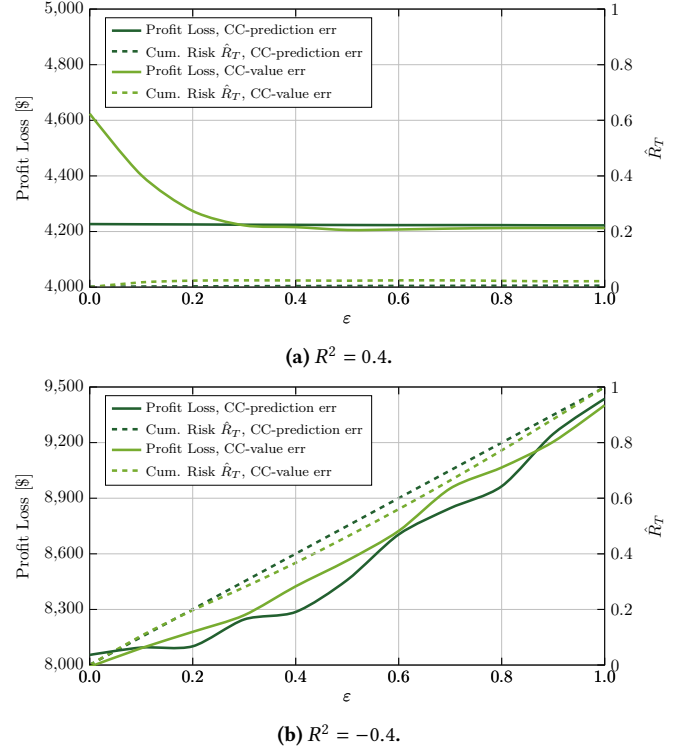 5,000
4,800
4,600
4,400
4,200
4,000
Profit Loss [$]
Profit Loss, CC-prediction err
Cum. Risk R̂_T, CC-prediction err
Profit Loss, CC-value err
Cum. Risk R̂_T, CC-value err
1
0.8
0.6
0.4
0.2
0
R̂_T
0.0 0.2 0.4 0.6 0.8 1.0
ε
(a) R² = 0.4.
9,500
9,200
8,900
8,600
8,300
8,000
Profit Loss [$]
Profit Loss, CC-prediction err
Cum. Risk R̂_T, CC-prediction err
Profit Loss, CC-value err
Cum. Risk R̂_T, CC-value err
1
0.8
0.6
0.4
0.2
0
R̂_T
0.0 0.2 0.4 0.6 0.8 1.0
ε
(b) R² = −0.4.